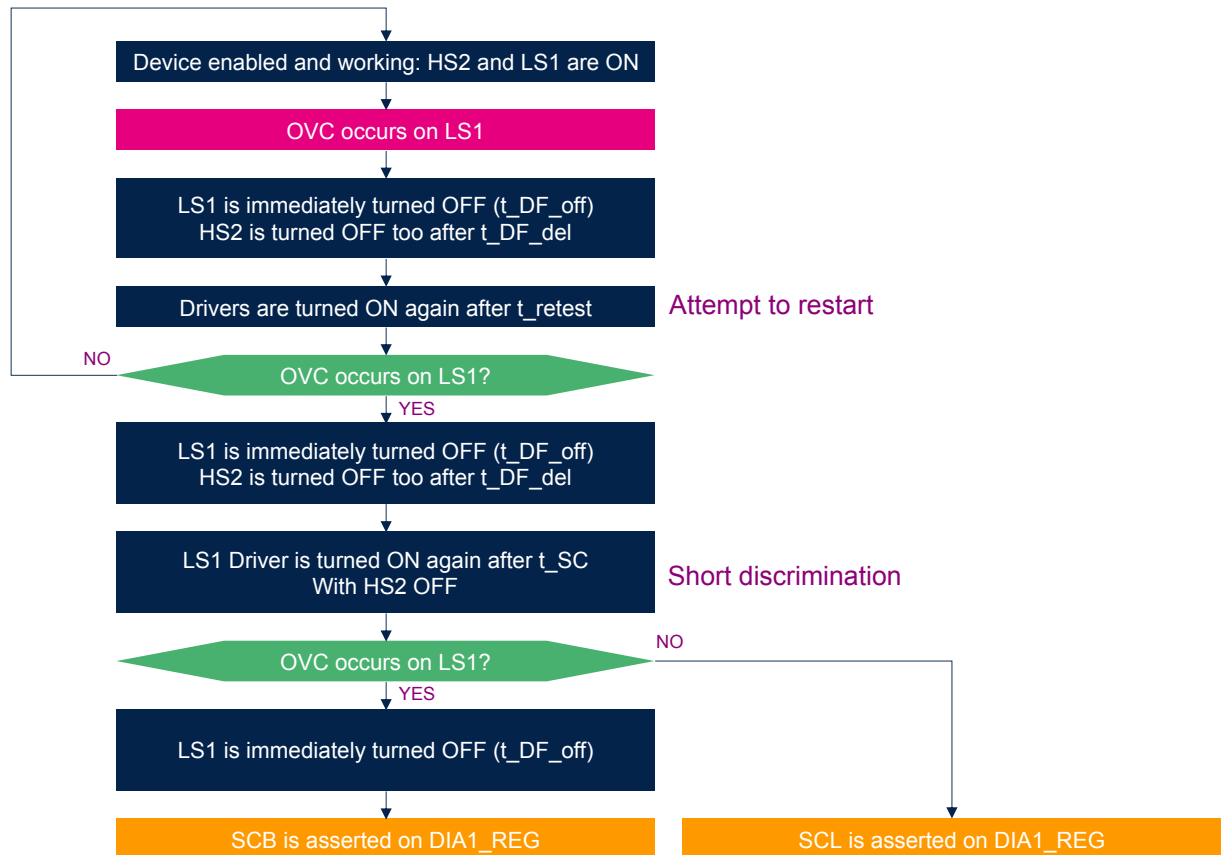 Device enabled and working: HS2 and LS1 are ON
OVC occurs on LS1
LS1 is immediately turned OFF (t_DF_off)
HS2 is turned OFF too after t_DF_del
Drivers are turned ON again after t_retest
Attempt to restart
NO
OVC occurs on LS1?
YES
LS1 is immediately turned OFF (t_DF_off)
HS2 is turned OFF too after t_DF_del
LS1 Driver is turned ON again after t_SC
With HS2 OFF
Short discrimination
OVC occurs on LS1?
NO
YES
LS1 is immediately turned OFF (t_DF_off)
SCB is asserted on DIA1_REG
SCL is asserted on DIA1_REG